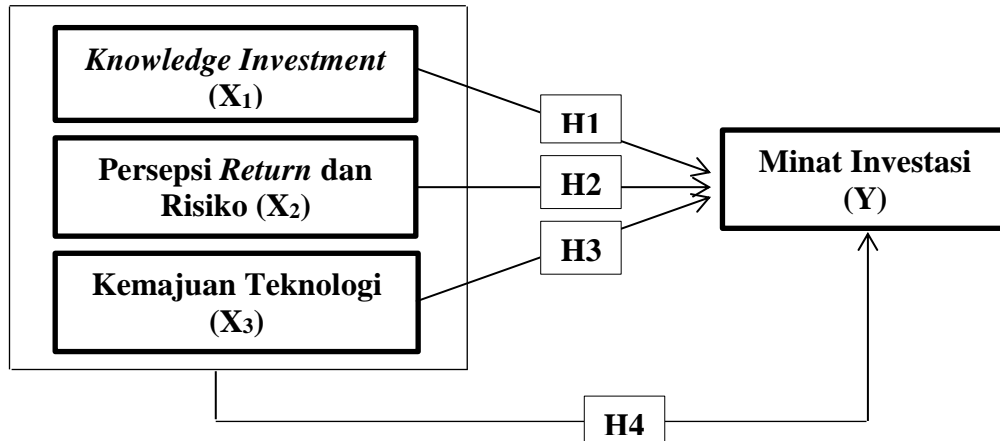 Knowledge Investment
(X₁)
H1
Persepsi Return dan
Risiko (X₂)
H2
Minat Investasi
(Y)
H3
Kemajuan Teknologi
(X₃)
H4